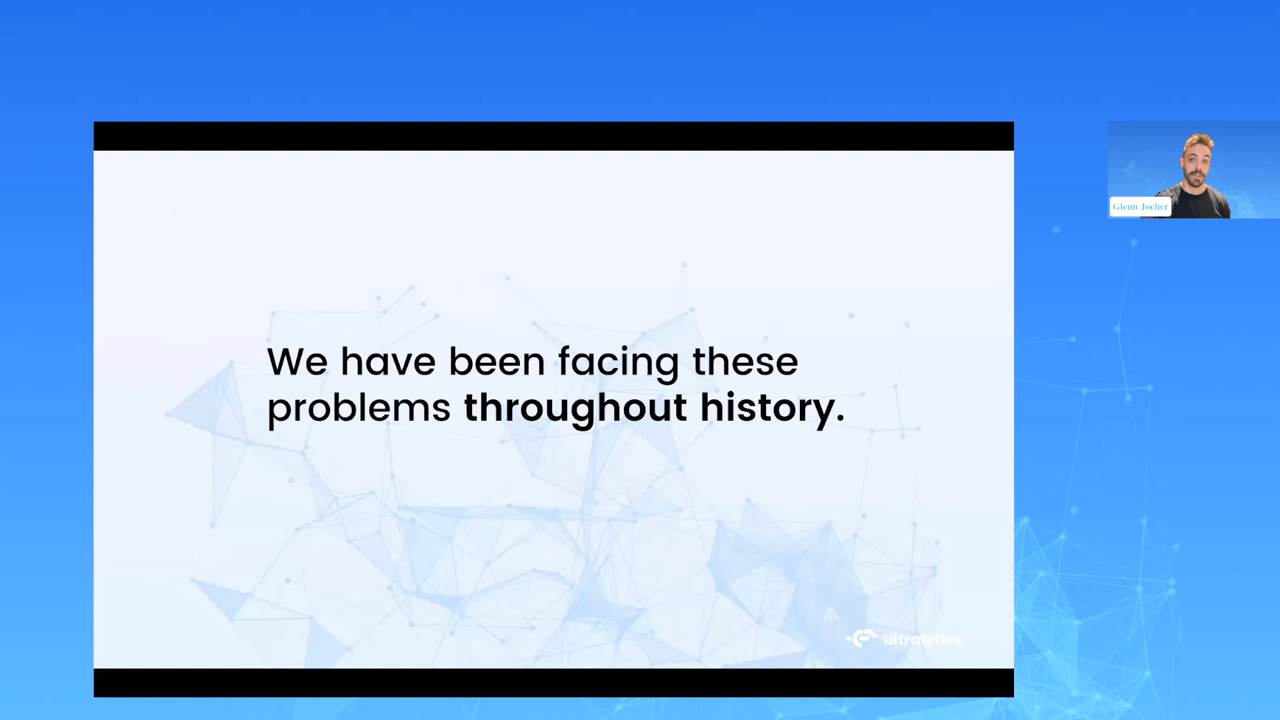 Glenn Jocher
We have been facing these
problems throughout history.
ultralytics